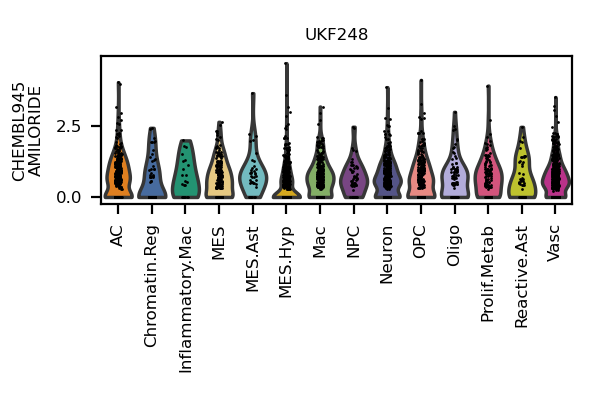 UKF248
CHEMBL945
AMILORIDE
2.5
0.0
AC
Chromatin.Reg
Inflammatory.Mac
MES
MES.Ast
MES.Hyp
Mac
NPC
Neuron
OPC
Oligo
Prolif.Metab
Reactive.Ast
Vasc